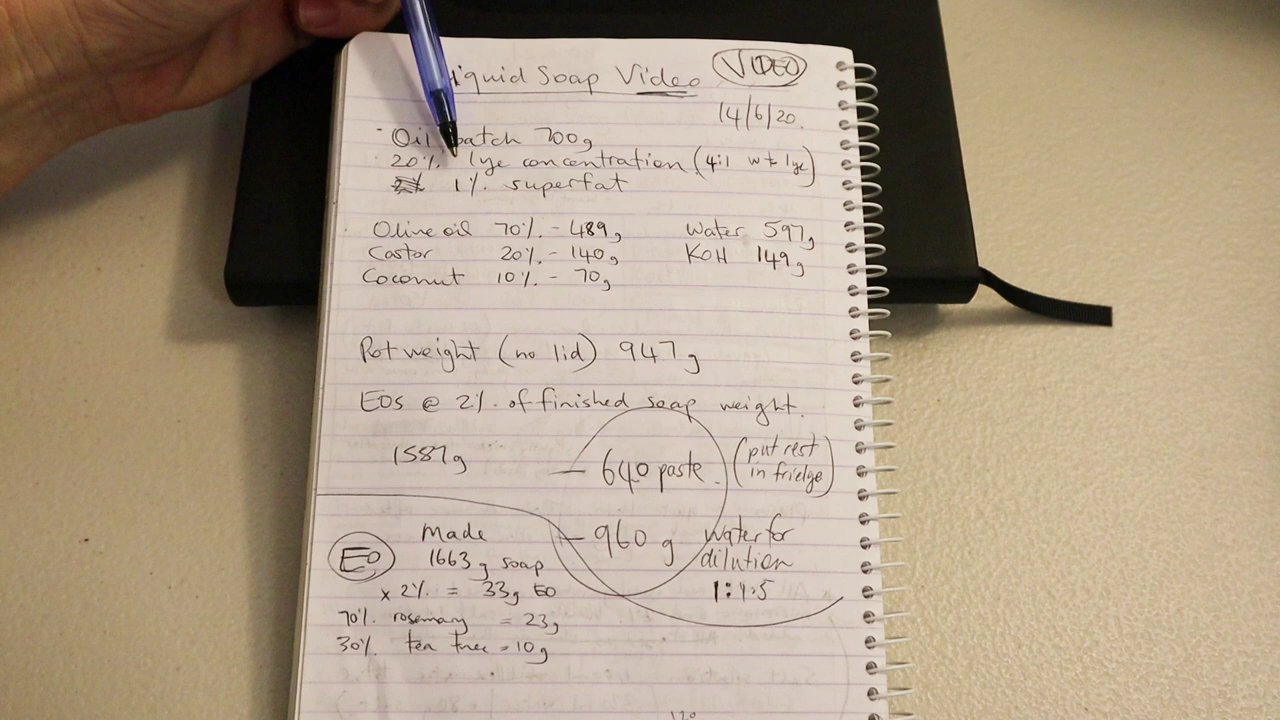 Liquid Soap Video VIDEO
14/6/20.
Oil batch 700g
20% lye concentration (4:1 w to lye)
1% superfat
Olive oil 70% - 489g Water 597g
Castor 20% - 140g KOH 149g
Coconut 10% - 70g
Pot weight (no lid) 947g
EOs @ 2% of finished soap weight.
1587g — 640 paste (put rest in fridge)
— 960 g water for dilution
1:1.5
EO Made
1663 g soap
x 2% = 33g EO
70% rosemary = 23g
30% tea tree = 10g